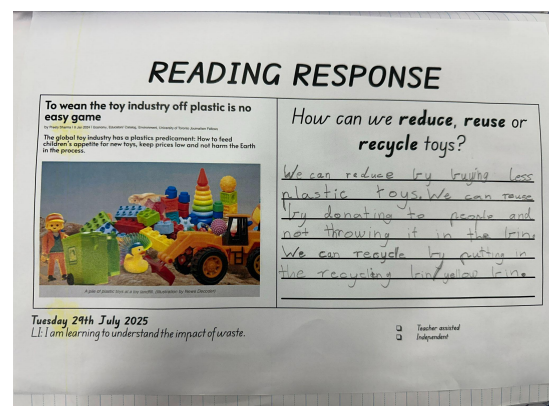 READING RESPONSE
To wean the toy industry off plastic is no
easy game
The global toy industry has a plastics predicament: How to feed
children's appetite for new toys, keep prices low and not harm the Earth
in the process.
How can we reduce, reuse or
recycle toys?
We can reduce by buying less
plastic toys. We can reuse
by donating to people and
not throwing it in the bin.
We can recycle by putting in
the recycling bin/yellow bin.
Tuesday 29th July 2025
LI: I am learning to understand the impact of waste.
Teacher assisted
Independent